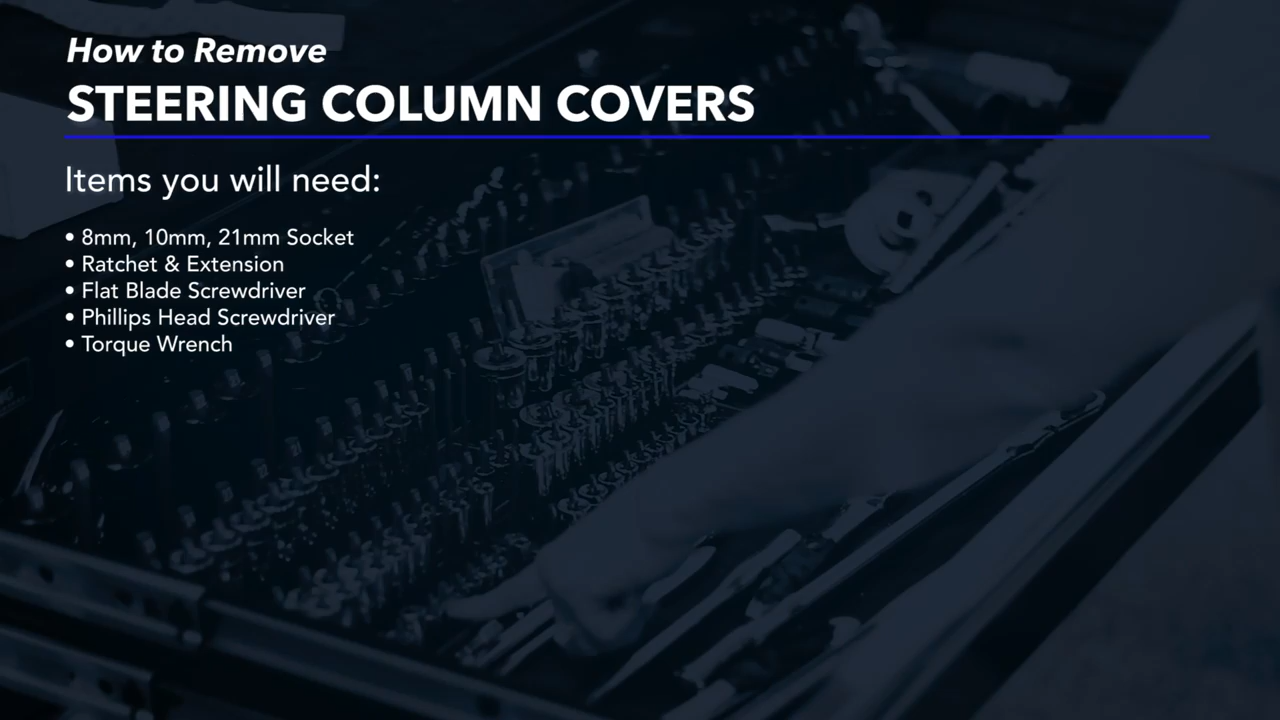 How to Remove
STEERING COLUMN COVERS
Items you will need:
• 8mm, 10mm, 21mm Socket
• Ratchet & Extension
• Flat Blade Screwdriver
• Phillips Head Screwdriver
• Torque Wrench